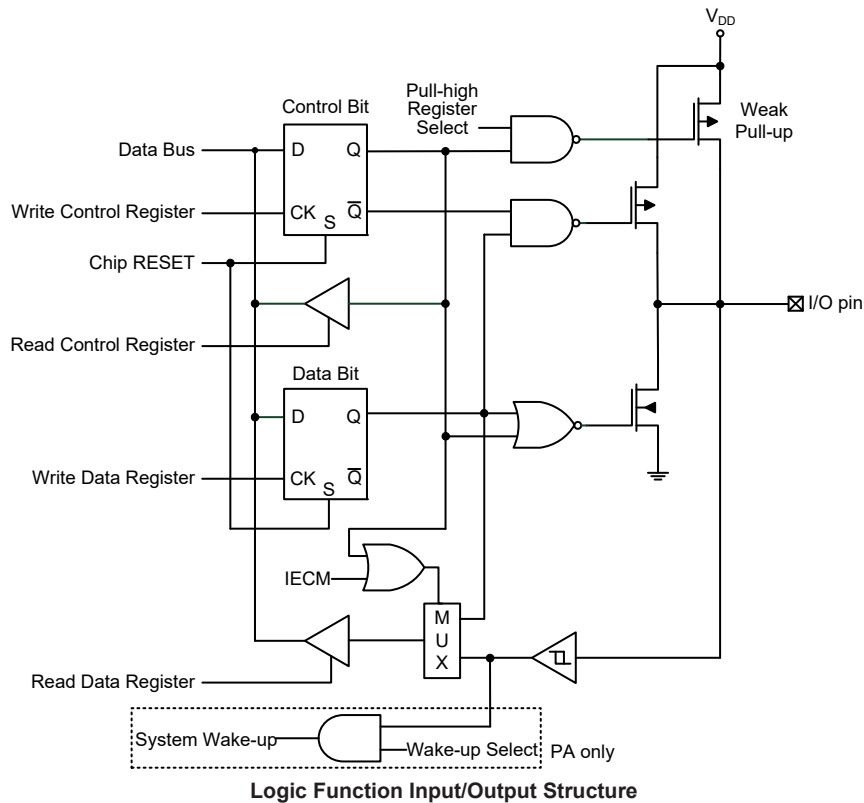 VDD
Pull-high
Register
Select
Weak
Pull-up
Control Bit
Data Bus
D
Q
Write Control Register
CK
S
Q̅
Chip RESET
I/O pin
Read Control Register
Data Bit
D
Q
Write Data Register
CK
S
Q̅
IECM
M
U
X
Read Data Register
System Wake-up
Wake-up Select
PA only
Logic Function Input/Output Structure